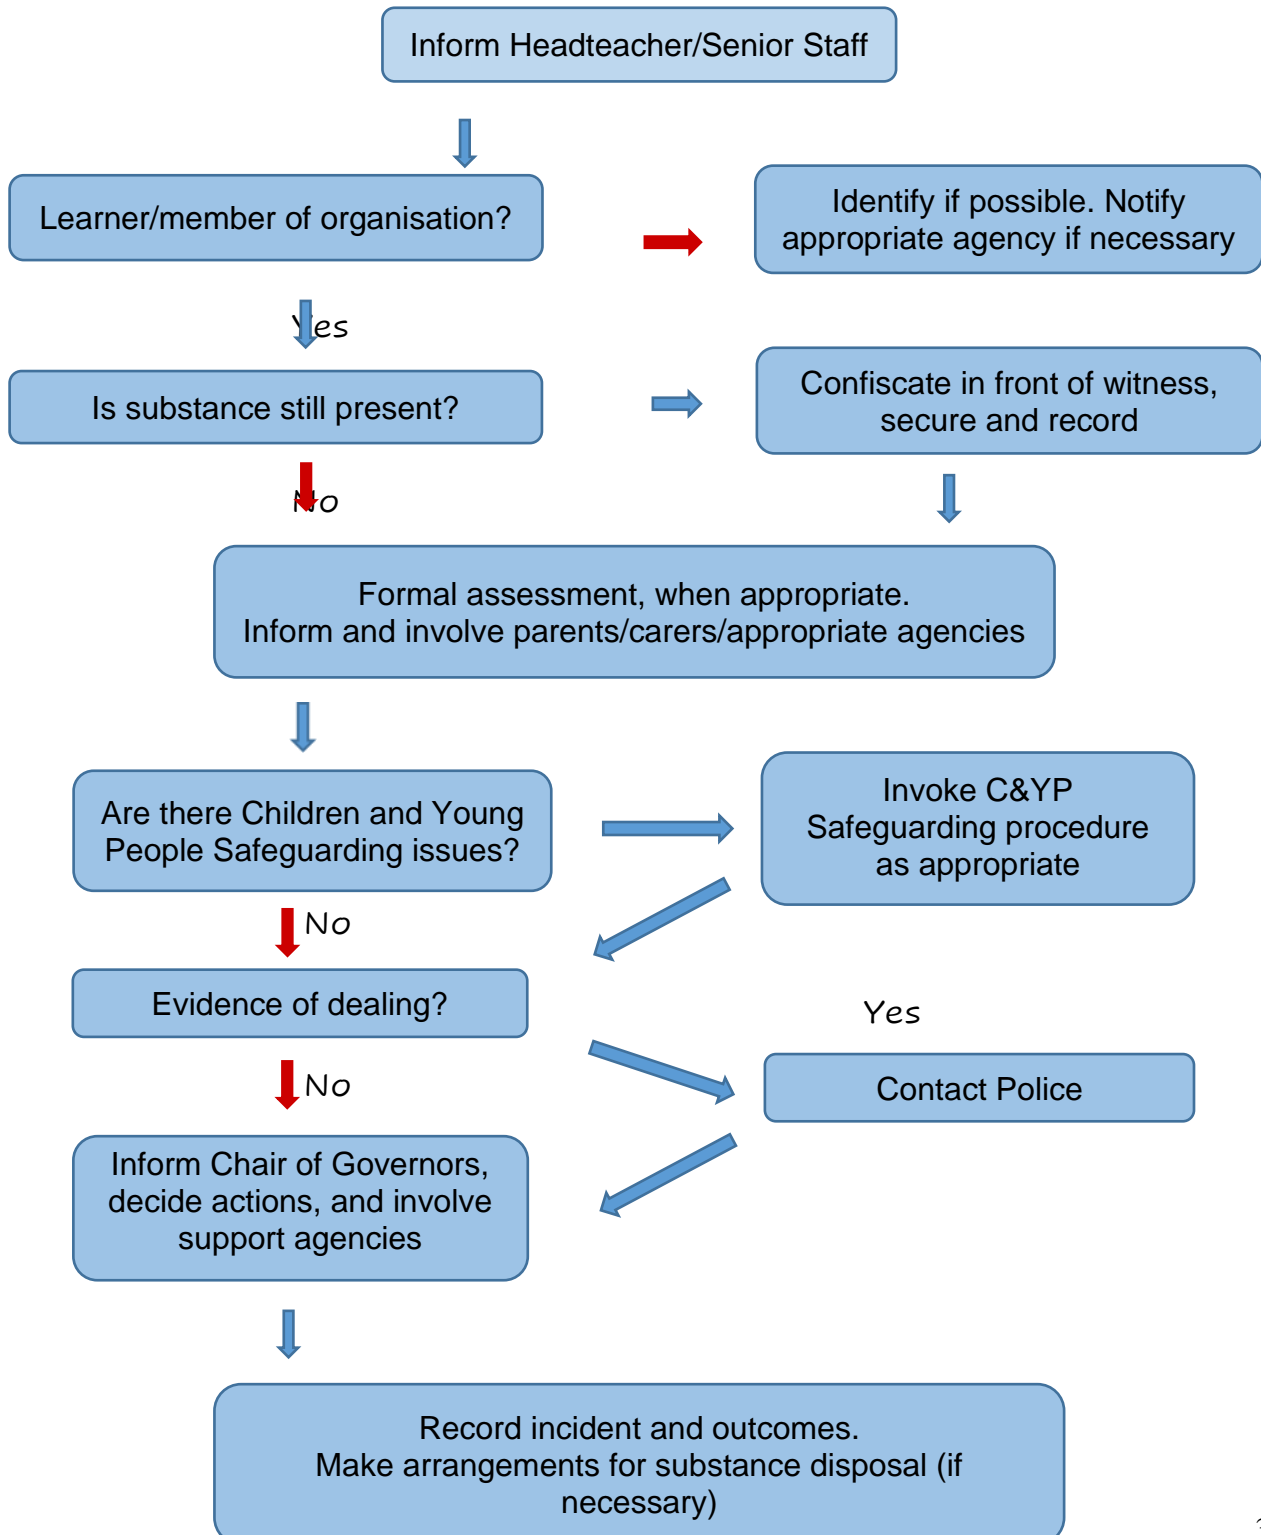 Inform Headteacher/Senior Staff
Learner/member of organisation?
Identify if possible. Notify
appropriate agency if necessary
Yes
Is substance still present?
Confiscate in front of witness,
secure and record
No
Formal assessment, when appropriate.
Inform and involve parents/carers/appropriate agencies
Are there Children and Young
People Safeguarding issues?
Invoke C&YP
Safeguarding procedure
as appropriate
No
Evidence of dealing?
Yes
No
Contact Police
Inform Chair of Governors,
decide actions, and involve
support agencies
Record incident and outcomes.
Make arrangements for substance disposal (if
necessary)